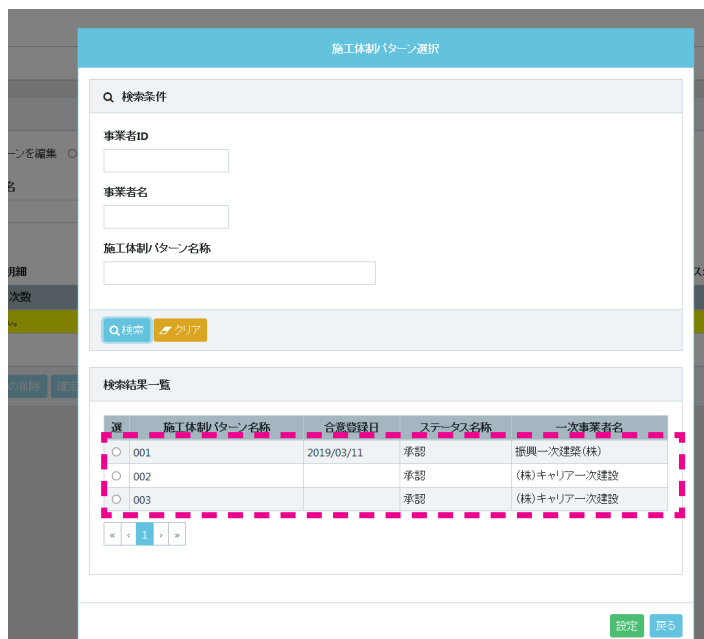 施工体制パターン選択
検索条件
事業者ID
ーンを編集
事業者名
名
施工体制パターン名称
明細
次数
ん。
検索 クリア
の削除 確定
検索結果一覧
選 施工体制パターン名称 合意登録日 ステータス名称 一次事業者名
001 2019/03/11 承認 振興一次建築(株)
002 承認 (株)キャリア一次建設
003 承認 (株)キャリア一次建設
« ‹ 1 › »
設定 戻る